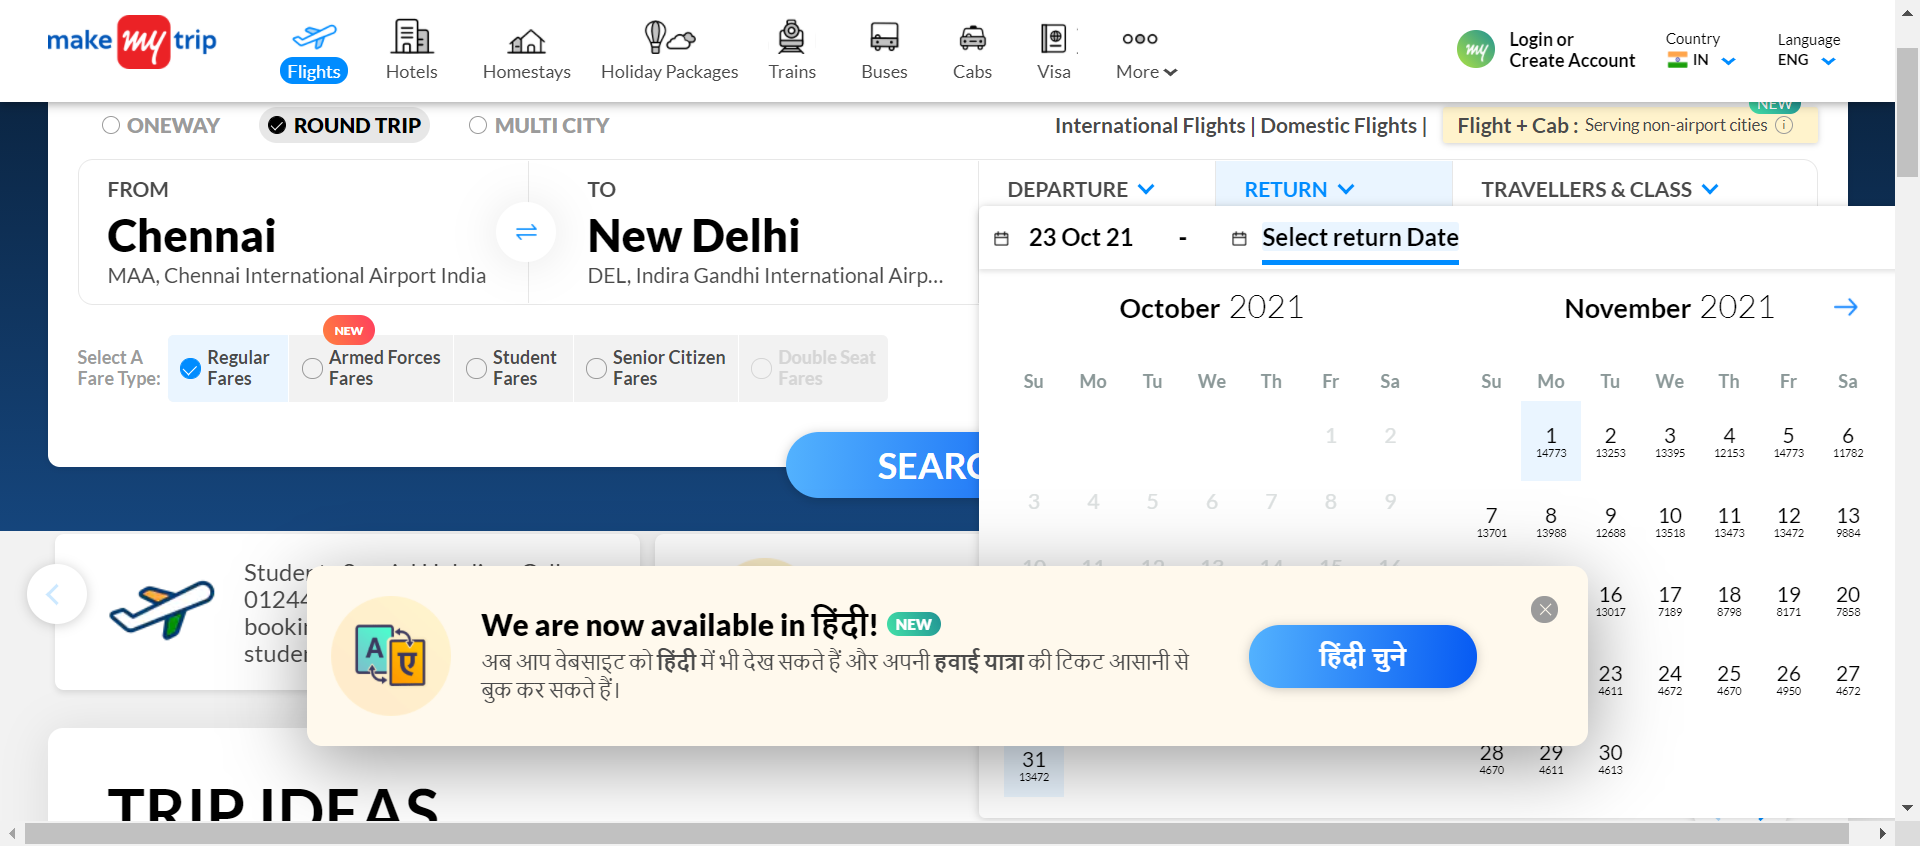 make my trip
Flights
Hotels
Homestays
Holiday Packages
Trains
Buses
Cabs
Visa
More
my
Login or
Create Account
Country
IN
Language
ENG
ONEWAY
ROUND TRIP
MULTI CITY
International Flights | Domestic Flights |
NEW
Flight + Cab : Serving non-airport cities
FROM
Chennai
MAA, Chennai International Airport India
TO
New Delhi
DEL, Indira Gandhi International Airp...
DEPARTURE
RETURN
TRAVELLERS & CLASS
23 Oct 21 - Select return Date
Select A
Fare Type:
Regular
Fares
NEW
Armed Forces
Fares
Student
Fares
Senior Citizen
Fares
Double Seat
Fares
October 2021
Su Mo Tu We Th Fr Sa
1 2
3 4 5 6 7 8 9
10 11 12 13 14 15 16
31
13472
November 2021
Su Mo Tu We Th Fr Sa
1 2 3 4 5 6
14773 13253 13395 12153 14773 11782
7 8 9 10 11 12 13
13701 13988 12688 13518 13473 13472 9884
16 17 18 19 20
13017 7189 8798 8171 7858
23 24 25 26 27
4611 4672 4670 4950 4672
28 29 30
4670 4611 4613
We are now available in हिंदी! NEW
अब आप वेबसाइट को हिंदी में भी देख सकते हैं और अपनी हवाई यात्रा की टिकट आसानी से
बुक कर सकते हैं।
हिंदी चुने
A
ए
TRIP IDEAS